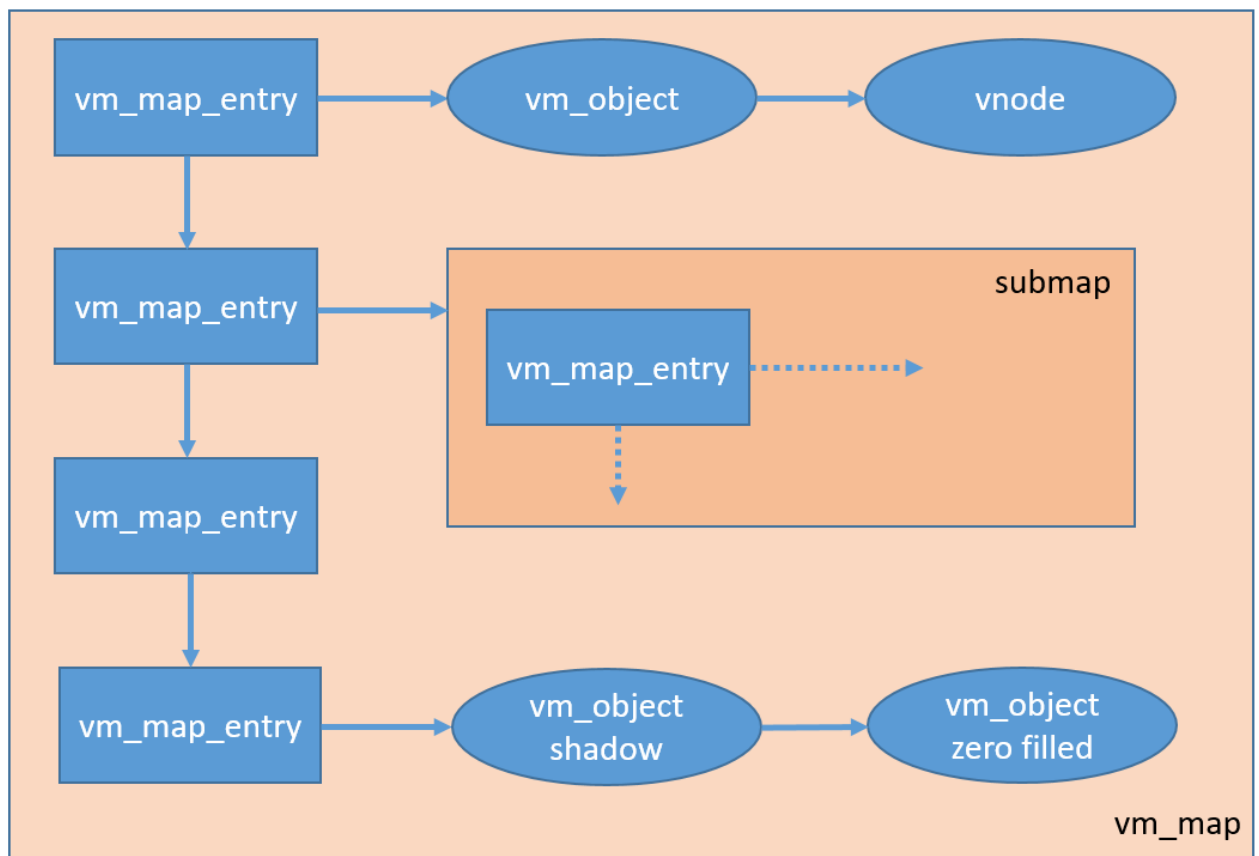 vm_map_entry
vm_object
vnode
vm_map_entry
submap
vm_map_entry
vm_map_entry
vm_map_entry
vm_object
shadow
vm_object
zero filled
vm_map